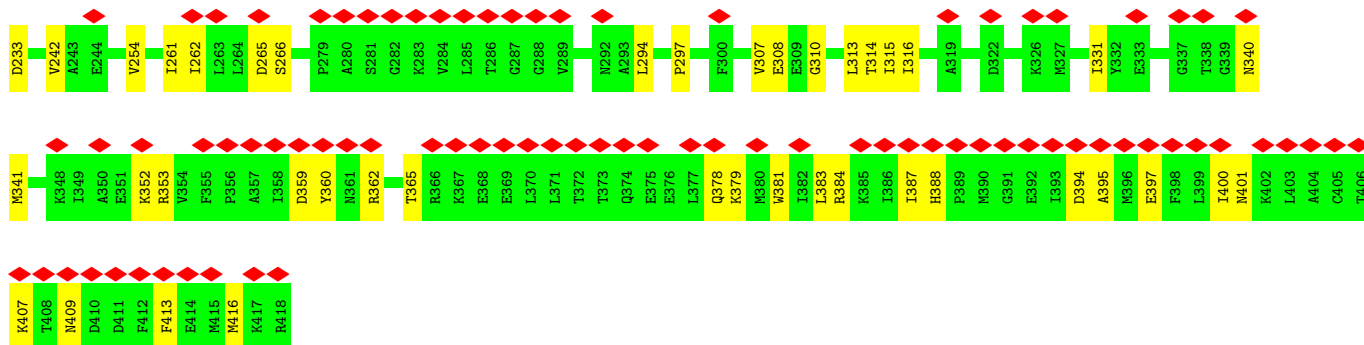 D233 V242 A243 E244 V254 I261 I262 L263 L264 D265 S266 P279 A280 S281 G282 K283 V284 L285 T286 G287 G288 V289 N292 A293 L294 P297 F300 V307 E308 E309 G310 L313 T314 I315 I316 A319 D322 K326 M327 I331 Y332 E333 G337 T338 G339 N340
M341 K348 I349 A350 E351 K352 R353 V354 F355 P356 A357 I358 D359 Y360 N361 R362 T365 R366 K367 E368 E369 L370 L371 T372 T373 Q374 E375 E376 L377 Q378 K379 M380 W381 I382 L383 R384 K385 I386 I387 H388 P389 M390 G391 E392 I393 D394 A395 M396 E397 F398 L399 I400 N401 K402 L403 A404 C405 T406
K407 T408 N409 D410 D411 F412 F413 E414 M415 M416 K417 R418